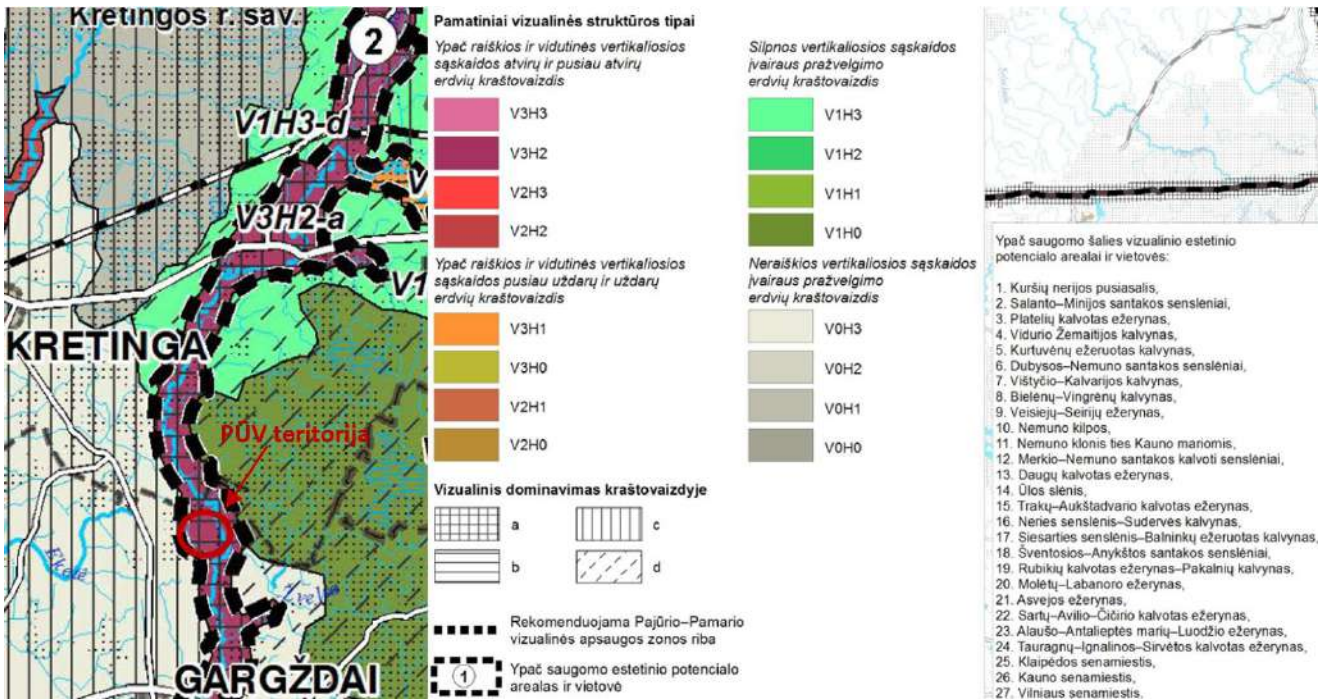 Kretingos r. sav.
2
V1H3-d
V3H2-a
V1
KRETINGA
PŪV teritorija
Eketė
GARGŽDAI
Pamatiniai vizualinės struktūros tipai
Ypač raiškios ir vidutinės vertikaliosios
sąskaidos atvirų ir pusiau atvirų
erdvių kraštovaizdis
V3H3
V3H2
V2H3
V2H2
Ypač raiškios ir vidutinės vertikaliosios
sąskaidos pusiau uždarų ir uždarų
erdvių kraštovaizdis
V3H1
V3H0
V2H1
V2H0
Vizualinis dominavimas kraštovaizdyje
a
c
b
d
Rekomenduojama Pajūrio–Pamario
vizualinės apsaugos zonos riba
1
Ypač saugomo estetinio potencialo
arealas ir vietovė
Silpnos vertikaliosios sąskaidos
įvairaus pražvelgimo
erdvių kraštovaizdis
V1H3
V1H2
V1H1
V1H0
Neraiškios vertikaliosios sąskaidos
įvairaus pražvelgimo
erdvių kraštovaizdis
V0H3
V0H2
V0H1
V0H0
Ypač saugomo šalies vizualinio estetinio
potencialo arealai ir vietovės:
1. Kuršių nerijos pusiasalis,
2. Salanto–Minijos santakos senslėniai,
3. Platelių kalvotas ežerynas,
4. Vidurio Žemaitijos kalvynas,
5. Kurtuvėnų ežeruotas kalvynas,
6. Dubysos–Nemuno santakos senslėniai,
7. Vištyčio–Kalvarijos kalvynas,
8. Bielėnų–Vingrėnų kalvynas,
9. Veisiejų–Seirijų ežerynas,
10. Nemuno kilpos,
11. Nemuno klonis ties Kauno mariomis,
12. Merkio–Nemuno santakos kalvoti senslėniai,
13. Daugų kalvotas ežerynas,
14. Ūlos slėnis,
15. Trakų–Aukštadvario kalvotas ežerynas,
16. Neries senslėnis–Sudervės kalvynas,
17. Siesarties senslėnis–Balninkų ežeruotas kalvynas,
18. Šventosios–Anykštos santakos senslėniai,
19. Rubikių kalvotas ežerynas–Pakalnių kalvynas,
20. Molėtų–Labanoro ežerynas,
21. Asvejos ežerynas,
22. Sartų–Avilio–Čičirio kalvotas ežerynas,
23. Alaušo–Antalieptės marių–Luodžio ežerynas,
24. Tauragnų–Ignalinos–Sirvėtos kalvotas ežerynas,
25. Klaipėdos senamiestis,
26. Kauno senamiestis,
27. Vilniaus senamiestis,